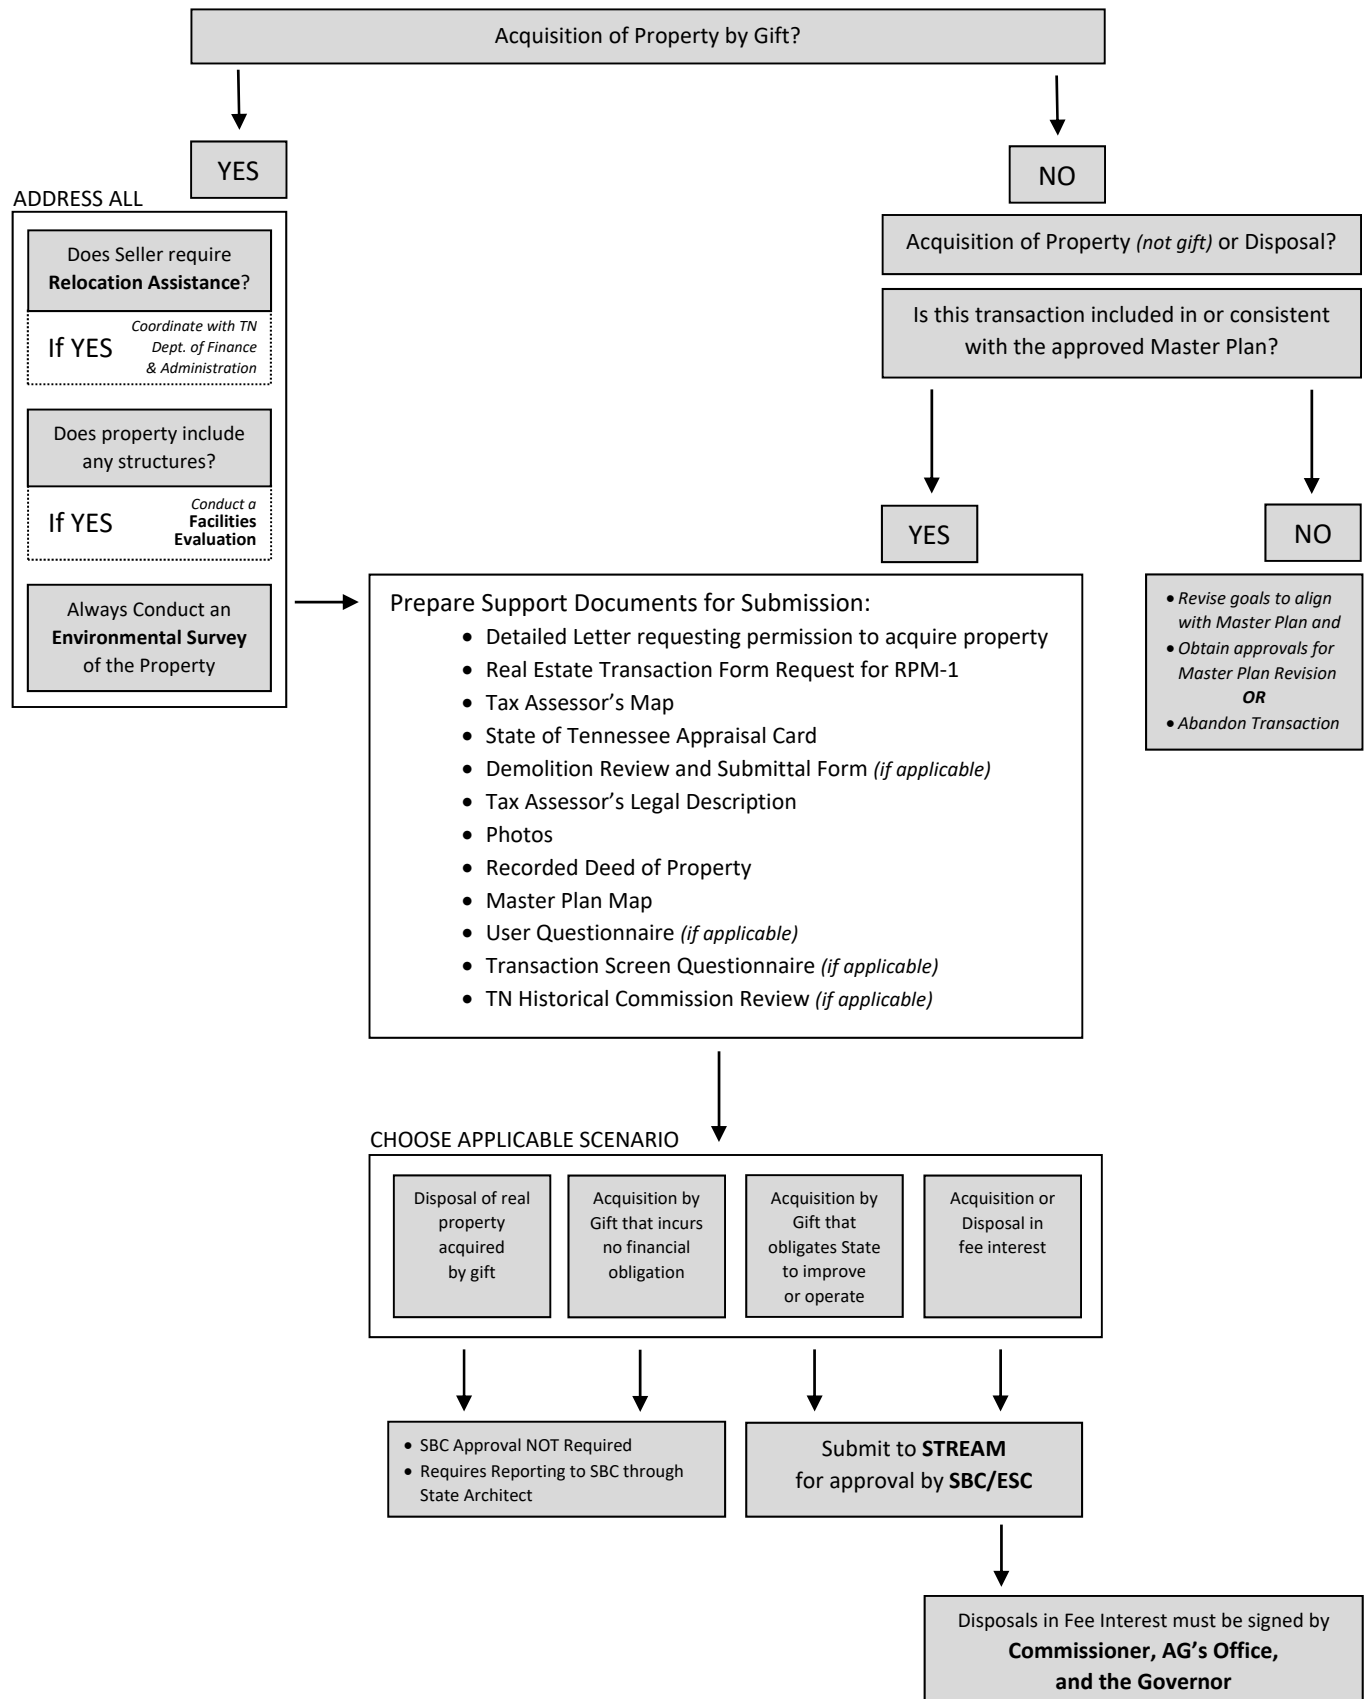 Acquisition of Property by Gift?
YES
NO
ADDRESS ALL
Does Seller require
Relocation Assistance?
If YES
Coordinate with TN
Dept. of Finance
& Administration
Does property include
any structures?
If YES
Conduct a
Facilities
Evaluation
Always Conduct an
Environmental Survey
of the Property
Acquisition of Property (not gift) or Disposal?
Is this transaction included in or consistent
with the approved Master Plan?
YES
NO
• Revise goals to align
with Master Plan and
• Obtain approvals for
Master Plan Revision
OR
• Abandon Transaction
Prepare Support Documents for Submission:
• Detailed Letter requesting permission to acquire property
• Real Estate Transaction Form Request for RPM-1
• Tax Assessor’s Map
• State of Tennessee Appraisal Card
• Demolition Review and Submittal Form (if applicable)
• Tax Assessor’s Legal Description
• Photos
• Recorded Deed of Property
• Master Plan Map
• User Questionnaire (if applicable)
• Transaction Screen Questionnaire (if applicable)
• TN Historical Commission Review (if applicable)
CHOOSE APPLICABLE SCENARIO
Disposal of real
property
acquired
by gift
Acquisition by
Gift that incurs
no financial
obligation
Acquisition by
Gift that
obligates State
to improve
or operate
Acquisition or
Disposal in
fee interest
• SBC Approval NOT Required
• Requires Reporting to SBC through
State Architect
Submit to STREAM
for approval by SBC/ESC
Disposals in Fee Interest must be signed by
Commissioner, AG’s Office,
and the Governor